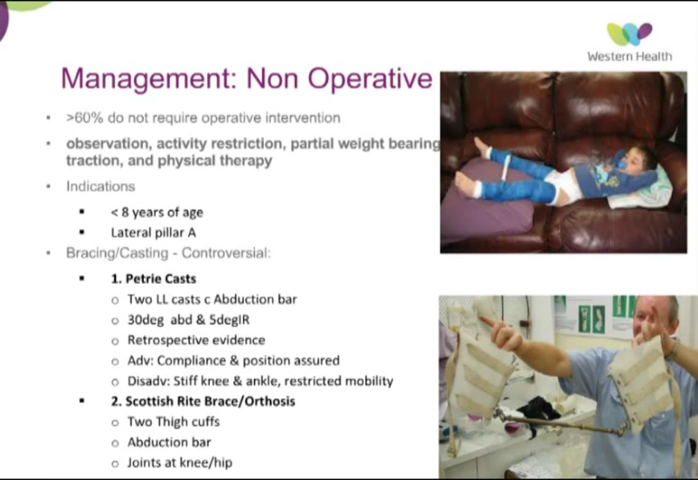 Western Health
Management: Non Operative
• >60% do not require operative intervention
• observation, activity restriction, partial weight bearing
traction, and physical therapy
• Indications
▪ < 8 years of age
▪ Lateral pillar A
• Bracing/Casting - Controversial:
▪ 1. Petrie Casts
o Two LL casts c Abduction bar
o 30deg abd & 5degIR
o Retrospective evidence
o Adv: Compliance & position assured
o Disadv: Stiff knee & ankle, restricted mobility
▪ 2. Scottish Rite Brace/Orthosis
o Two Thigh cuffs
o Abduction bar
o Joints at knee/hip